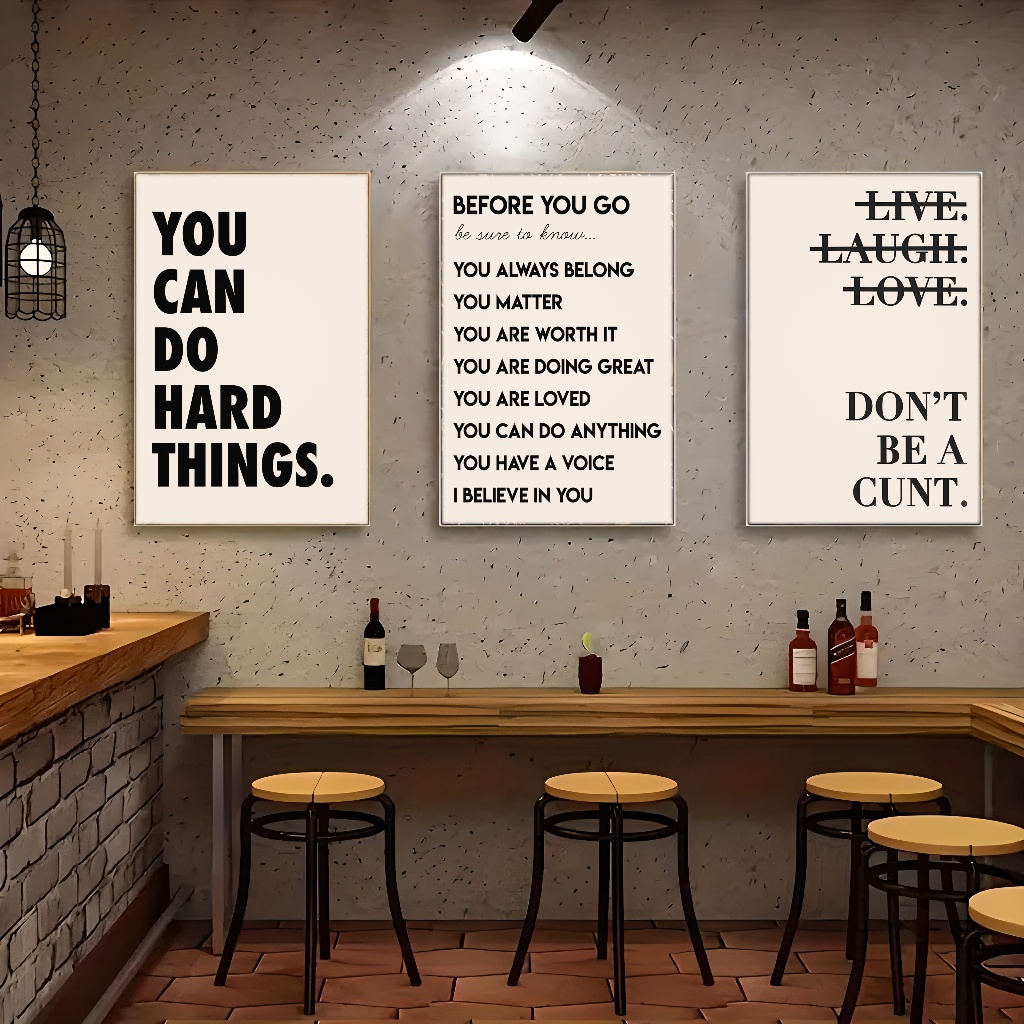 YOU
CAN
DO
HARD
THINGS.
BEFORE YOU GO
be sure to know...
YOU ALWAYS BELONG
YOU MATTER
YOU ARE WORTH IT
YOU ARE DOING GREAT
YOU ARE LOVED
YOU CAN DO ANYTHING
YOU HAVE A VOICE
I BELIEVE IN YOU
LIVE.
LAUGH.
LOVE.
DON'T
BE A
CUNT.